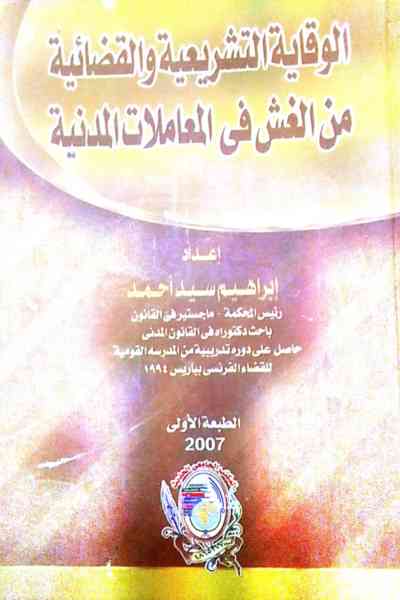 الوقاية التشريعية والقضائية
من الغش فى المعاملات المدنية
إعداد
إبراهيم سيد أحمد
رئيس المحكمة - ماجستير فى القانون
باحث دكتوراه فى القانون المدنى
حاصل على دوره تدريبية من المدرسه القومية
للقضاء الفرنسى بباريس ١٩٩٤
الطبعة الأولى
2007